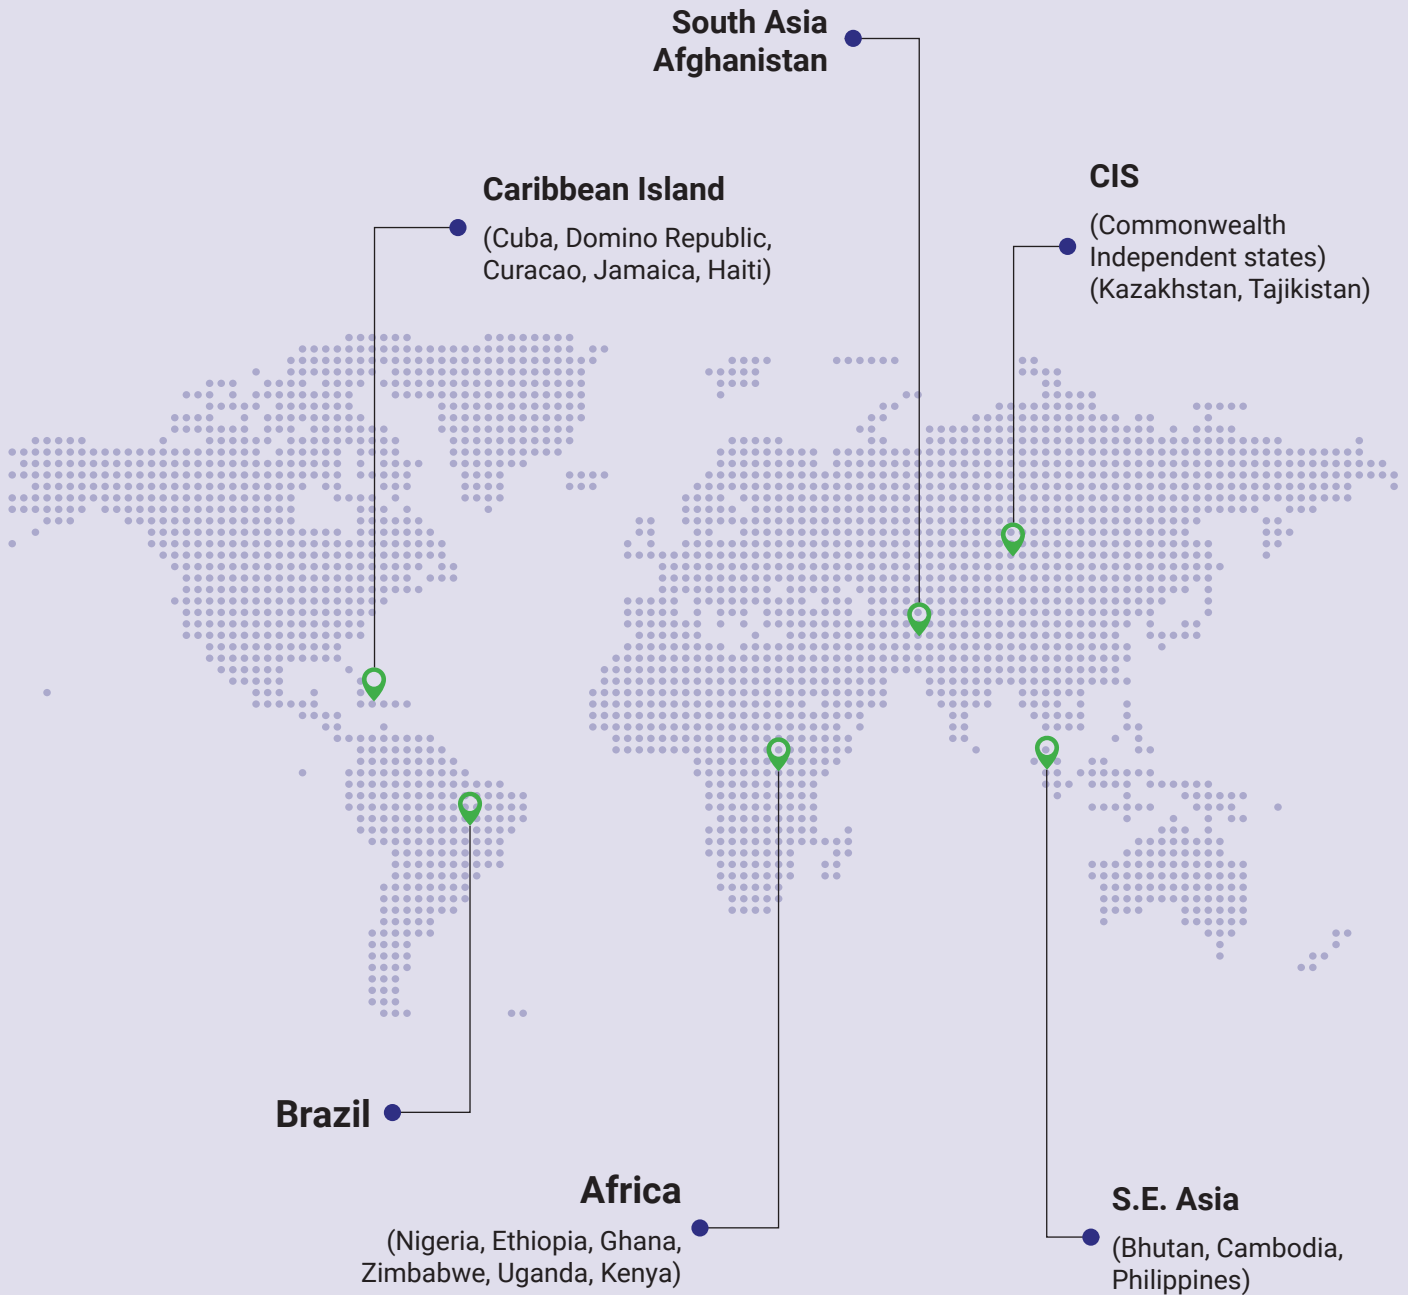 South Asia
Afghanistan
Caribbean Island
(Cuba, Domino Republic,
Curacao, Jamaica, Haiti)
CIS
(Commonwealth
Independent states)
(Kazakhstan, Tajikistan)
Brazil
Africa
(Nigeria, Ethiopia, Ghana,
Zimbabwe, Uganda, Kenya)
S.E. Asia
(Bhutan, Cambodia,
Philippines)